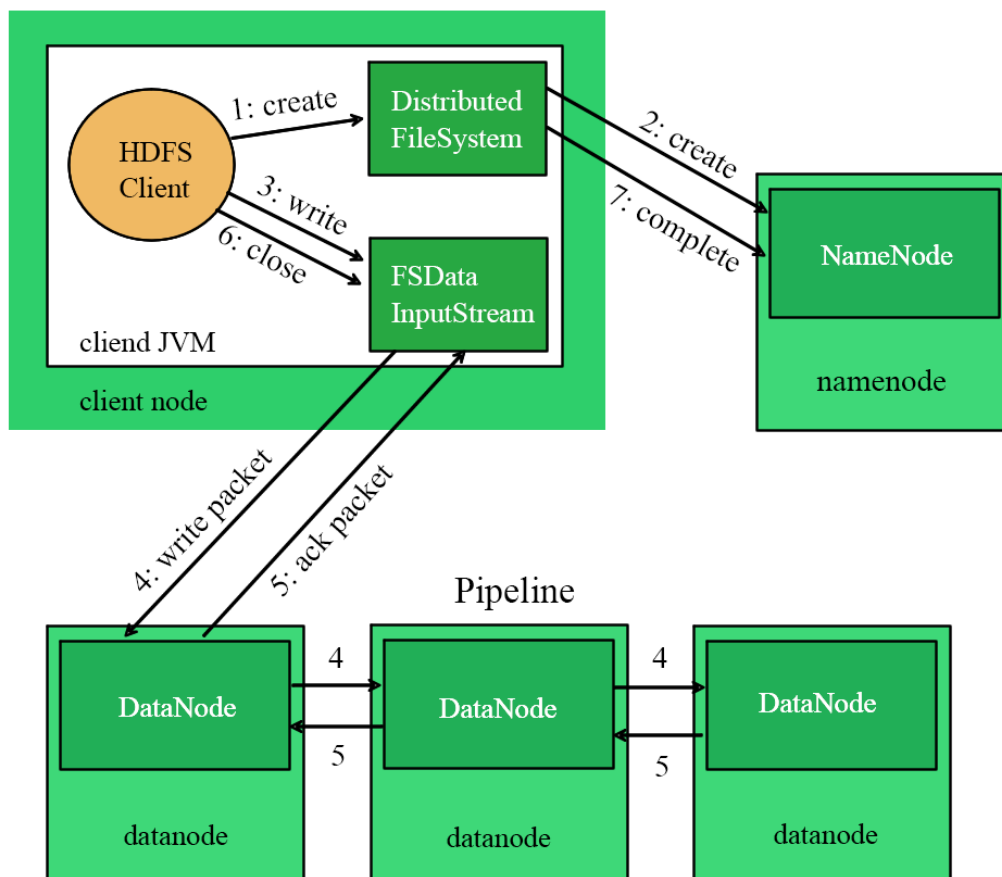 1: create
Distributed
FileSystem
HDFS
Client
2: create
3: write
7: complete
6: close
NameNode
FSData
InputStream
cliend JVM
client node
namenode
4: write packet
5: ack packet
Pipeline
4
4
DataNode
DataNode
DataNode
5
5
datanode
datanode
datanode